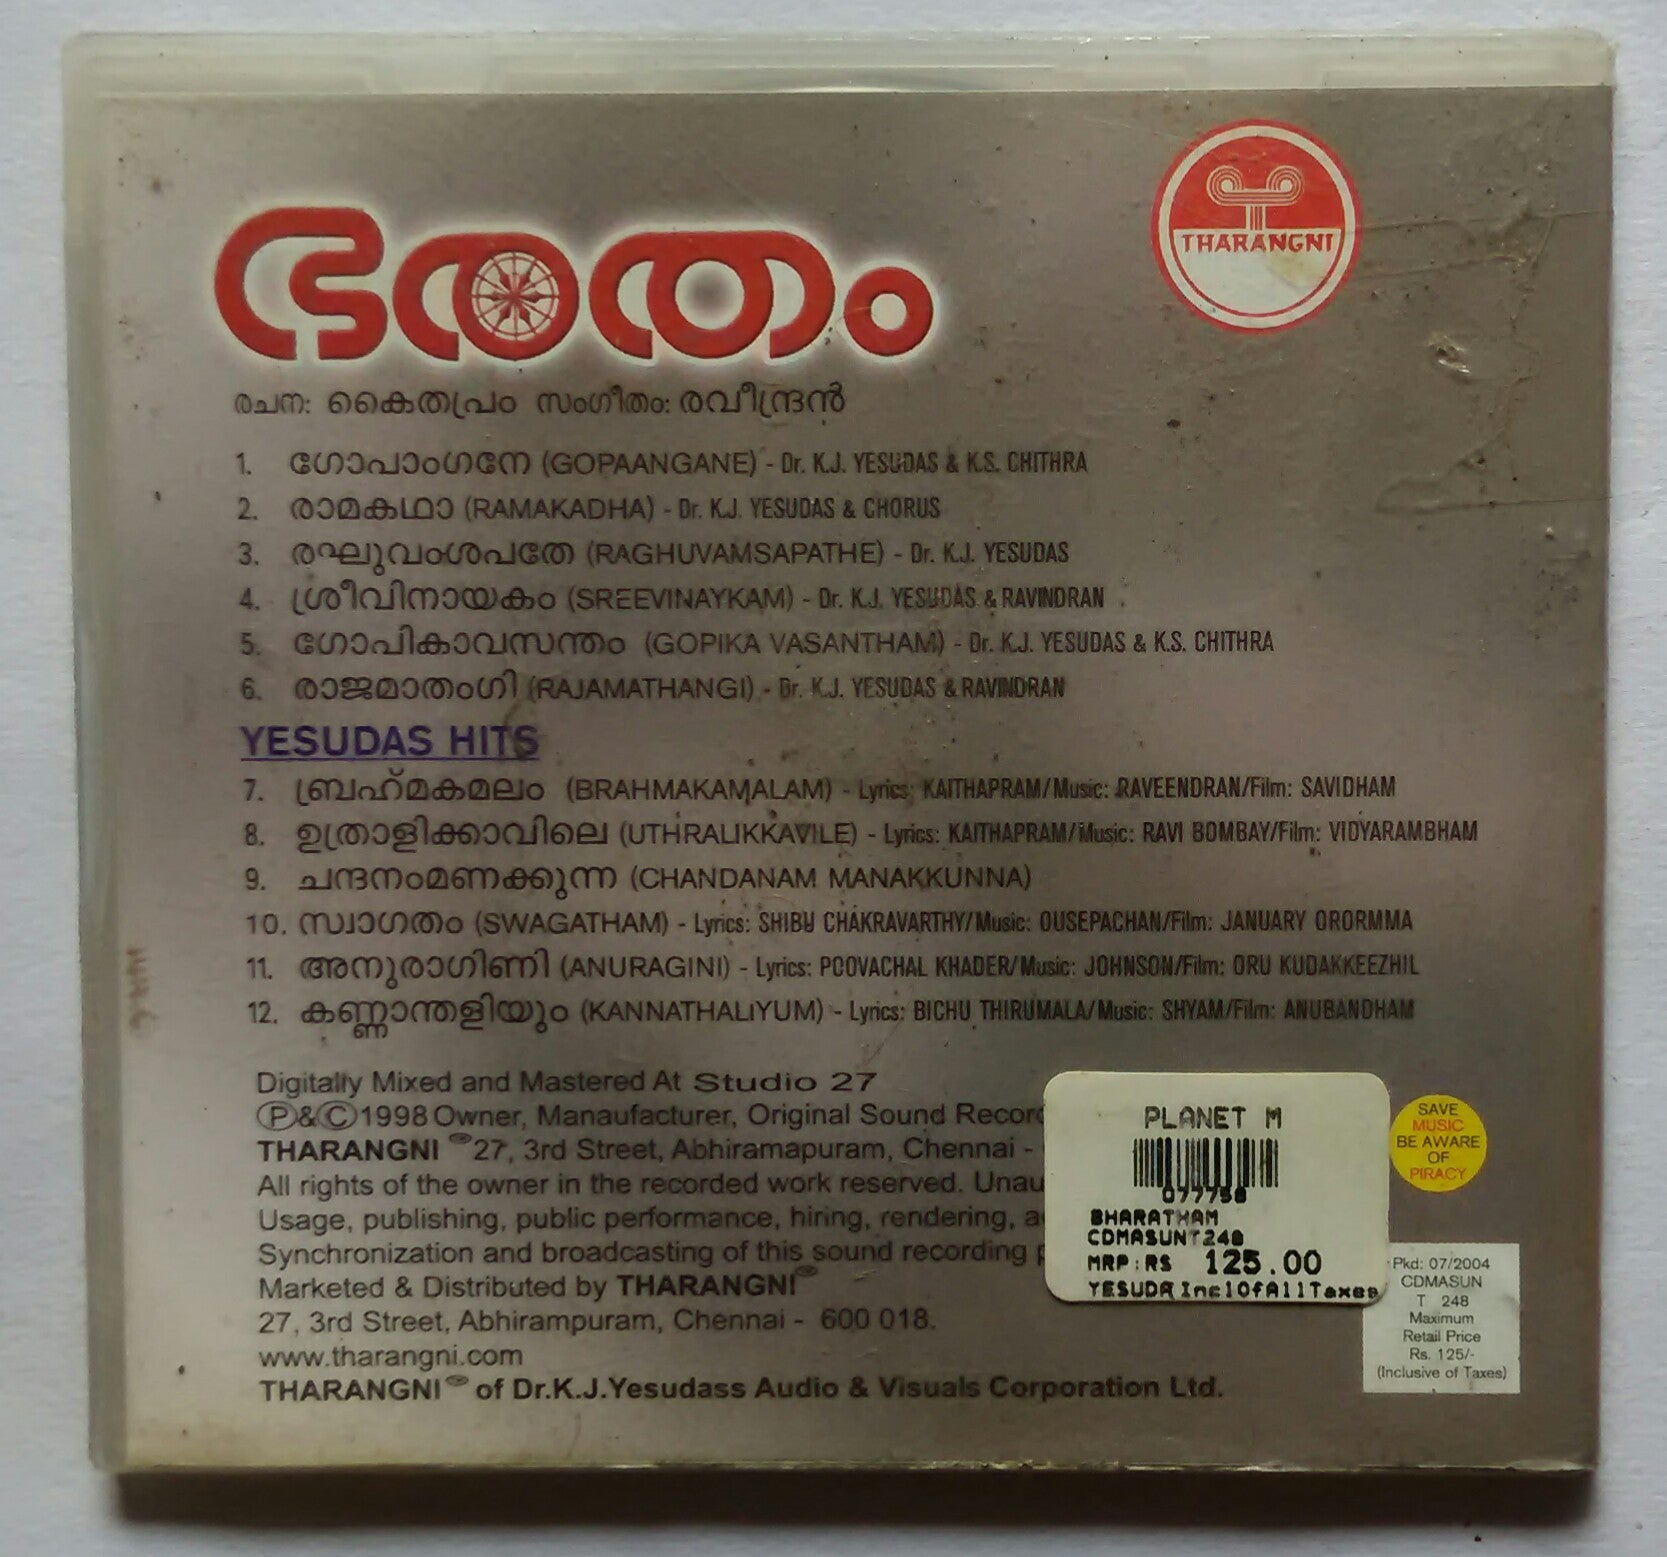 ഭരതം
THARANGNI
രചന: കൈതപ്രം സംഗീതം: രവീന്ദ്രൻ
1. ഗോപാംഗനേ (GOPAANGANE) - Dr. K.J. YESUDAS & K.S. CHITHRA
2. രാമകഥാ (RAMAKADHA) - Dr. K.J. YESUDAS & CHORUS
3. രഘുവംശപതേ (RAGHUVAMSAPATHE) - Dr. K.J. YESUDAS
4. ശ്രീവിനായകം (SREEVINAYKAM) - Dr. K.J. YESUDAS & RAVINDRAN
5. ഗോപികാവസന്തം (GOPIKA VASANTHAM) - Dr. K.J. YESUDAS & K.S. CHITHRA
6. രാജമാതംഗി (RAJAMATHANGI) - Dr. K.J. YESUDAS & RAVINDRAN
YESUDAS HITS
7. ബ്രഹ്മകമലം (BRAHMAKAMALAM) - Lyrics: KAITHAPRAM/Music: RAVEENDRAN/Film: SAVIDHAM
8. ഉത്രാളിക്കാവിലെ (UTHRALIKKAVILE) - Lyrics: KAITHAPRAM/Music: RAVI BOMBAY/Film: VIDYARAMBHAM
9. ചന്ദനംമണക്കുന്ന (CHANDANAM MANAKKUNNA)
10. സ്വാഗതം (SWAGATHAM) - Lyrics: SHIBU CHAKRAVARTHY/Music: OUSEPACHAN/Film: JANUARY ORORMMA
11. അനുരാഗിണി (ANURAGINI) - Lyrics: POOVACHAL KHADER/Music: JOHNSON/Film: ORU KUDAKKEEZHIL
12. കണ്ണാന്തളിയും (KANNATHALIYUM) - Lyrics: BICHU THIRUMALA/Music: SHYAM/Film: ANUBANDHAM
Digitally Mixed and Mastered At Studio 27
Ⓟ&Ⓒ1998 Owner, Manaufacturer, Original Sound Recor
THARANGNI 27, 3rd Street, Abhiramapuram, Chennai -
All rights of the owner in the recorded work reserved. Unau
Usage, publishing, public performance, hiring, rendering, a
Synchronization and broadcasting of this sound recording p
Marketed & Distributed by THARANGNI
27, 3rd Street, Abhirampuram, Chennai - 600 018.
www.tharangni.com
THARANGNI of Dr.K.J.Yesudass Audio & Visuals Corporation Ltd.
PLANET M
077758
BHARATHAM
CDMASUNT248
MRP:RS 125.00
YESUDA InclOfAllTaxes
SAVE
MUSIC
BE AWARE
OF
PIRACY
Pkd: 07/2004
CDMASUN
T 248
Maximum
Retail Price
Rs. 125/-
(Inclusive of Taxes)